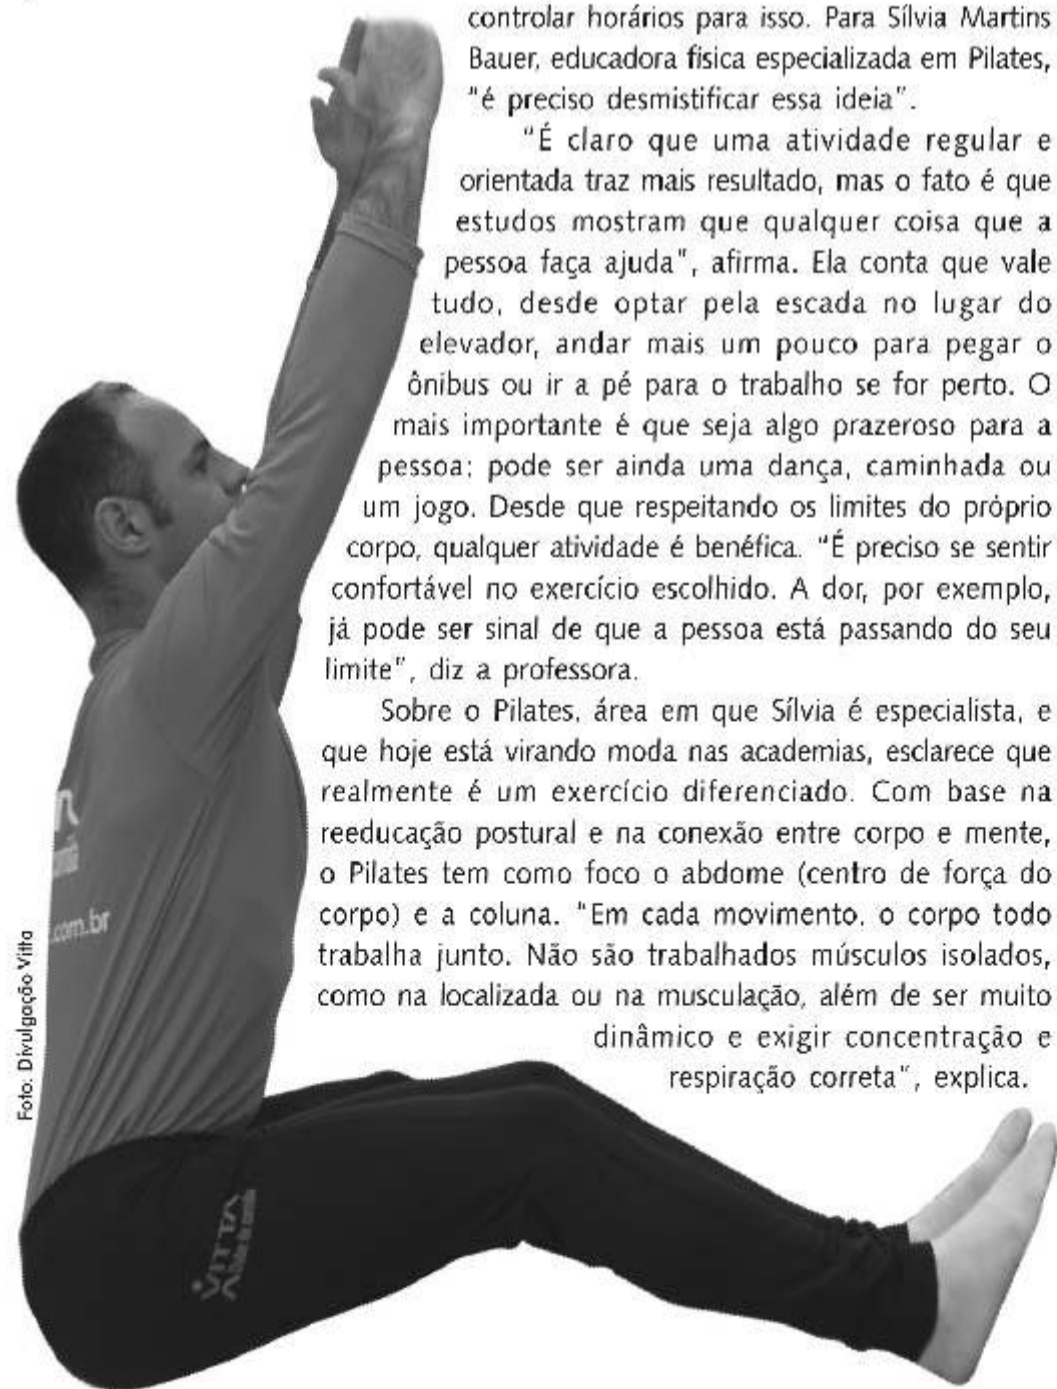 controlar horários para isso. Para Sílvia Martins
Bauer, educadora física especializada em Pilates,
"é preciso desmistificar essa ideia".
"É claro que uma atividade regular e
orientada traz mais resultado, mas o fato é que
estudos mostram que qualquer coisa que a
pessoa faça ajuda", afirma. Ela conta que vale
tudo, desde optar pela escada no lugar do
elevador, andar mais um pouco para pegar o
ônibus ou ir a pé para o trabalho se for perto. O
mais importante é que seja algo prazeroso para a
pessoa; pode ser ainda uma dança, caminhada ou
um jogo. Desde que respeitando os limites do próprio
corpo, qualquer atividade é benéfica. "É preciso se sentir
confortável no exercício escolhido. A dor, por exemplo,
já pode ser sinal de que a pessoa está passando do seu
limite", diz a professora.
Sobre o Pilates, área em que Sílvia é especialista, e
que hoje está virando moda nas academias, esclarece que
realmente é um exercício diferenciado. Com base na
reeducação postural e na conexão entre corpo e mente,
o Pilates tem como foco o abdome (centro de força do
corpo) e a coluna. "Em cada movimento, o corpo todo
trabalha junto. Não são trabalhados músculos isolados,
como na localizada ou na musculação, além de ser muito
dinâmico e exigir concentração e
respiração correta", explica.
.com.br
VITTA
Foto: Divulgação Vitta